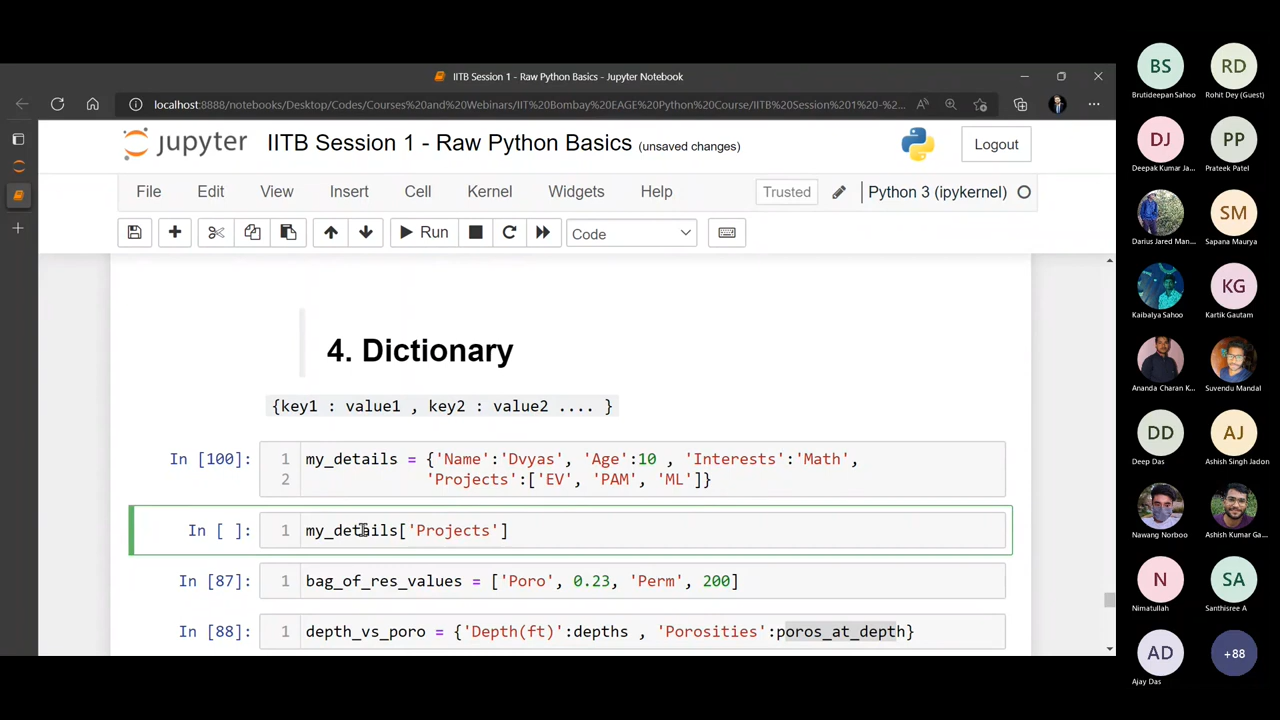 IITB Session 1 - Raw Python Basics - Jupyter Notebook
localhost:8888/notebooks/Desktop/Codes/Courses%20and%20Webinars/IIT%20Bombay%20EAGE%20Python%20Course/IITB%20Session%201%20-%2...
jupyter IITB Session 1 - Raw Python Basics (unsaved changes)
Logout
File Edit View Insert Cell Kernel Widgets Help
Trusted
Python 3 (ipykernel)
Run
Code
4. Dictionary
{key1 : value1 , key2 : value2 .... }
In [100]: 1 my_details = {'Name':'Dvyas', 'Age':10 , 'Interests':'Math',
2 'Projects':['EV', 'PAM', 'ML']}
In [ ]: 1 my_details['Projects']
In [87]: 1 bag_of_res_values = ['Poro', 0.23, 'Perm', 200]
In [88]: 1 depth_vs_poro = {'Depth(ft)':depths , 'Porosities':poros_at_depth}
BS RD
Brutideepan Sahoo Rohit Dey (Guest)
DJ PP
Deepak Kumar Ja... Prateek Patel
SM
Darius Jared Man... Sapana Maurya
KG
Kaibalya Sahoo Kartik Gautam
Ananda Charan K... Suvendu Mandal
DD AJ
Deep Das Ashish Singh Jadon
Nawang Norboo Ashish Kumar Ga...
N SA
Nimatullah Santhisree A
AD +88
Ajay Das